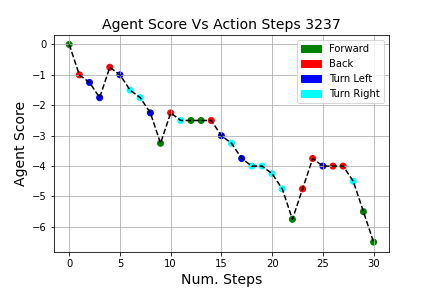 Agent Score Vs Action Steps 3237
Forward
Back
Turn Left
Turn Right
Agent Score
0
−1
−2
−3
−4
−5
−6
0
5
10
15
20
25
30
Num. Steps